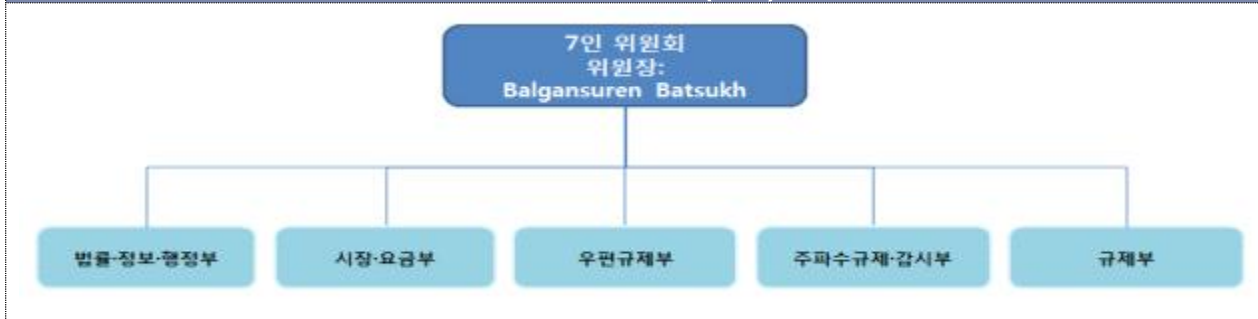 7인 위원회
위원장:
Balgansuren Batsukh
법률·정보·행정부
시장·요금부
우편규제부
주파수규제·감시부
규제부